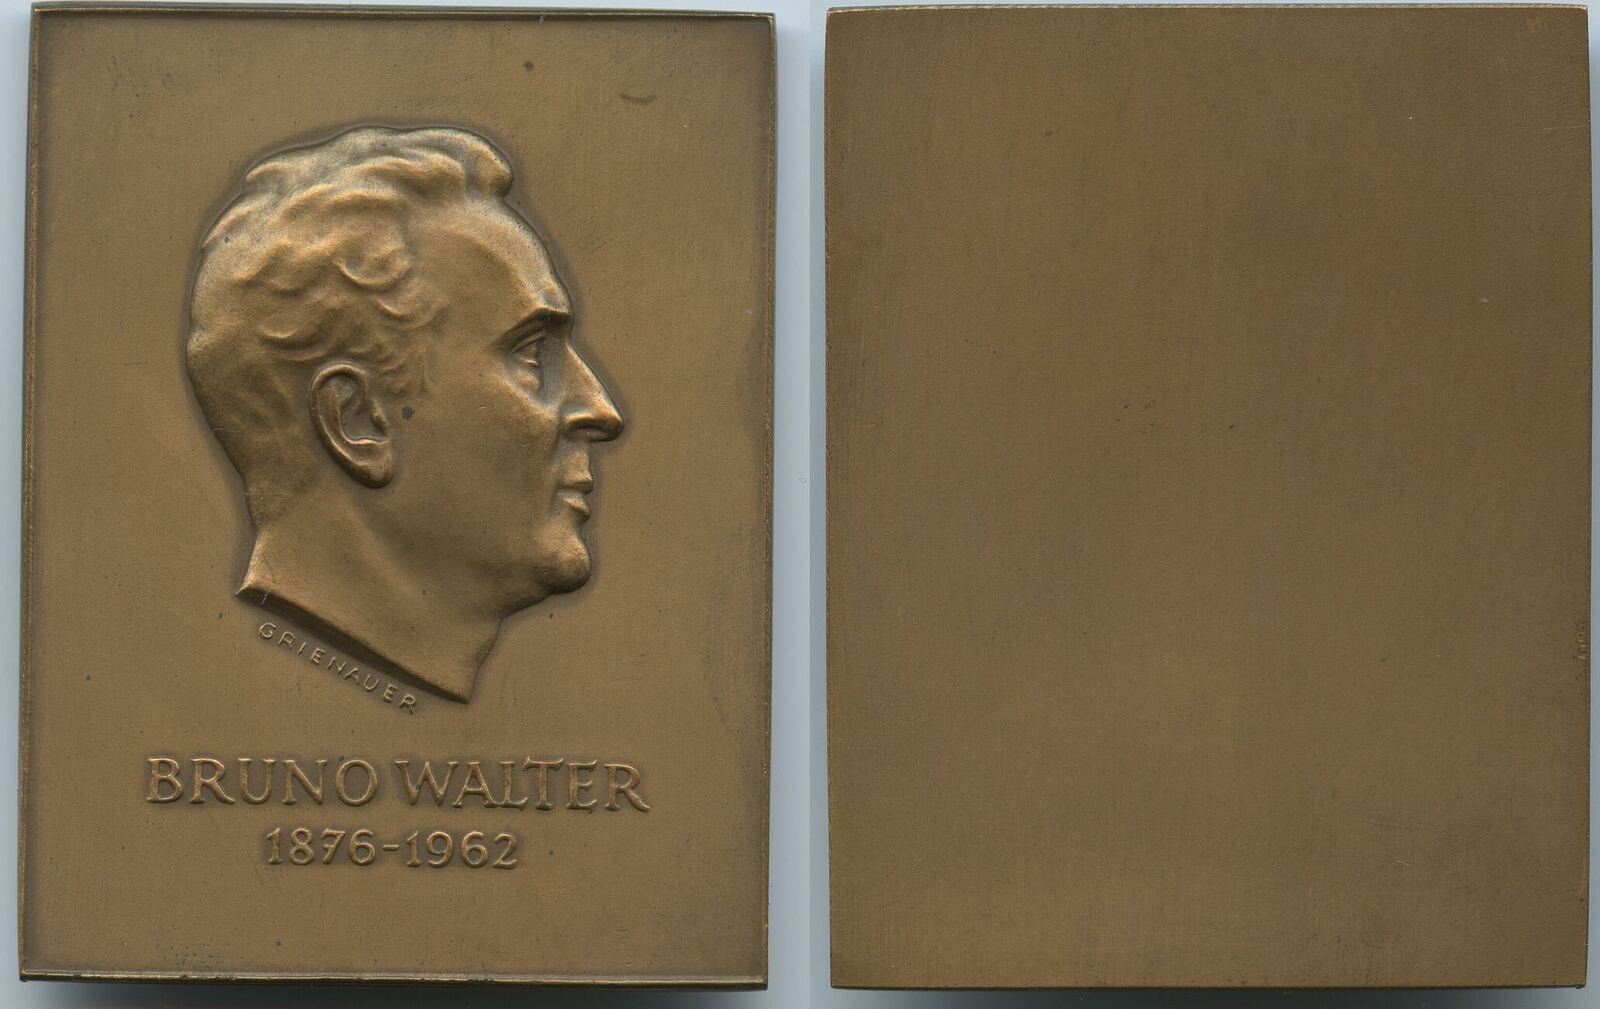 GRIENAUER
BRUNO WALTER
1876-1962